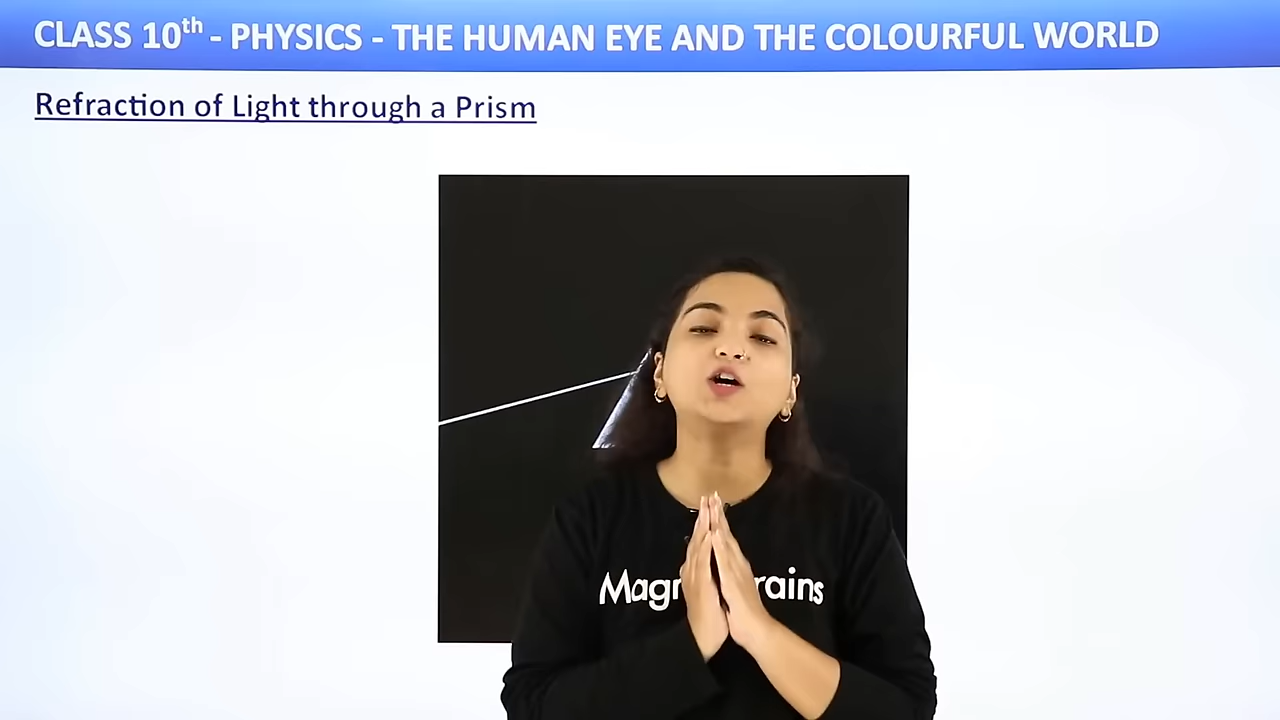 CLASS 10th - PHYSICS - THE HUMAN EYE AND THE COLOURFUL WORLD
Refraction of Light through a Prism